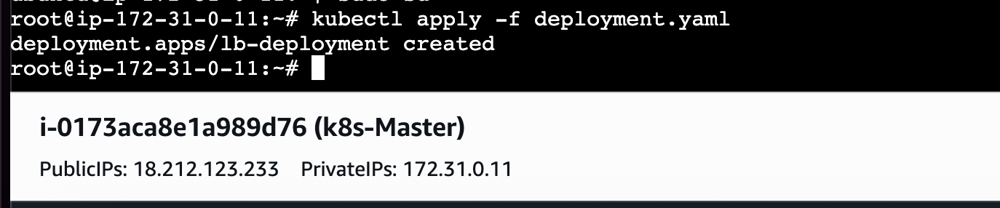 root@ip-172-31-0-11:~# kubectl apply -f deployment.yaml
deployment.apps/lb-deployment created
root@ip-172-31-0-11:~#
i-0173aca8e1a989d76 (k8s-Master)
PublicIPs: 18.212.123.233 PrivateIPs: 172.31.0.11